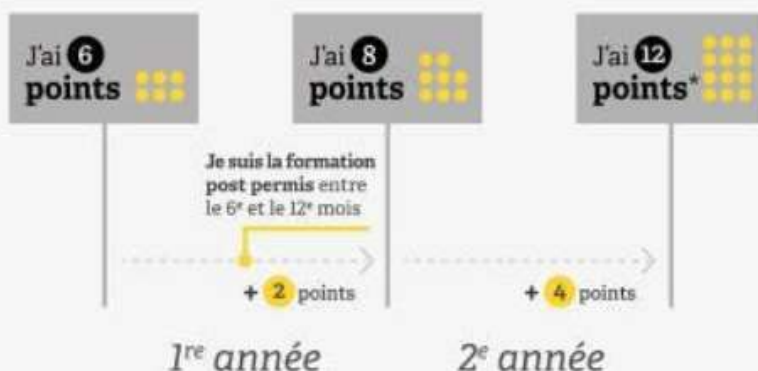 J'ai 6
points
J'ai 8
points
J'ai 12
points*
Je suis la formation
post permis entre
le 6e et le 12e mois
+ 2 points
+ 4 points
1re année
2e année